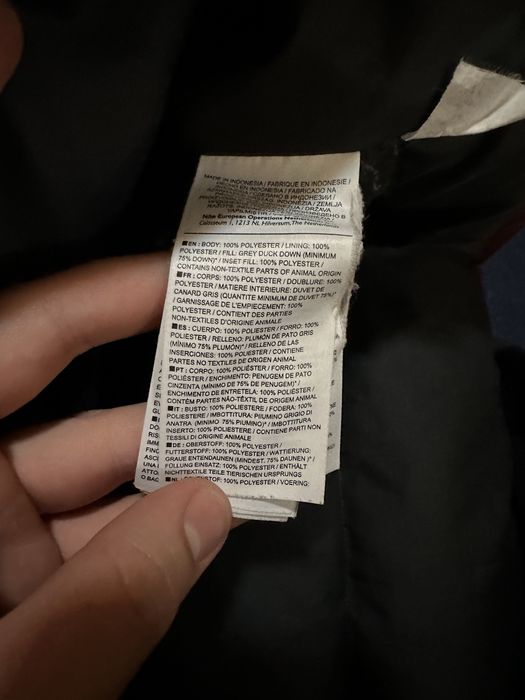 MADE IN INDONESIA / FABRIQUE EN INDONESIE /
FABRICADO NA
Nike European Operations
Colosseum 1, 1213 NL Hilversum, The
■EN: BODY: 100% POLYESTER / LINING: 100%
POLYESTER / FILL: GREY DUCK DOWN (MINIMUM
75% DOWN)* / INSET FILL: 100% POLYESTER /
CONTAINS NON-TEXTILE PARTS OF ANIMAL ORIGIN
■FR: CORPS: 100% POLYESTER / DOUBLURE: 100%
POLYESTER / MATIERE INTERIEURE: DUVET DE
CANARD GRIS (QUANTITE MINIMUM DE DUVET 75%)*
/ GARNISSAGE DE L'EMPIECEMENT: 100%
POLYESTER / CONTIENT DES PARTIES
NON-TEXTILES D'ORIGINE ANIMALE
■ES: CUERPO: 100% POLIÉSTER / FORRO: 100%
POLIÉSTER / RELLENO: PLUMÓN DE PATO GRIS
(MÍNIMO 75% PLUMÓN)* / RELLENO DE LAS
INSERCIONES: 100% POLIÉSTER / CONTIENE
PARTES NO TEXTILES DE ORIGEN ANIMAL
■PT: CORPO: 100% POLIÉSTER / FORRO: 100%
POLIÉSTER / ENCHIMENTO: PENUGEM DE PATO
CINZENTA (MÍNIMO DE 75% DE PENUGEM)* /
ENCHIMENTO DE ENTRETELA: 100% POLIÉSTER /
CONTÉM PARTES NÃO-TÊXTIL DE ORIGEM ANIMAL
■IT: BUSTO: 100% POLIESTERE / FODERA: 100%
POLIESTERE / IMBOTTITURA: PIUMINO GRIGIO DI
ANATRA (MINIMO 75% PIUMINO)* / IMBOTTITURA
INSERTO: 100% POLIESTERE / CONTIENE PARTI NON
TESSILI DI ORIGINE ANIMALE
■DE: OBERSTOFF: 100% POLYESTER /
FUTTERSTOFF: 100% POLYESTER / WATTIERUNG:
GRAUE ENTENDAUNEN (MINDEST. 75% DAUNEN )* /
FÜLLUNG EINSATZ: 100% POLYESTER / ENTHÄLT
NICHTTEXTILE TEILE TIERISCHEN URSPRUNGS
■NL: 100% POLYESTER / VOERING: